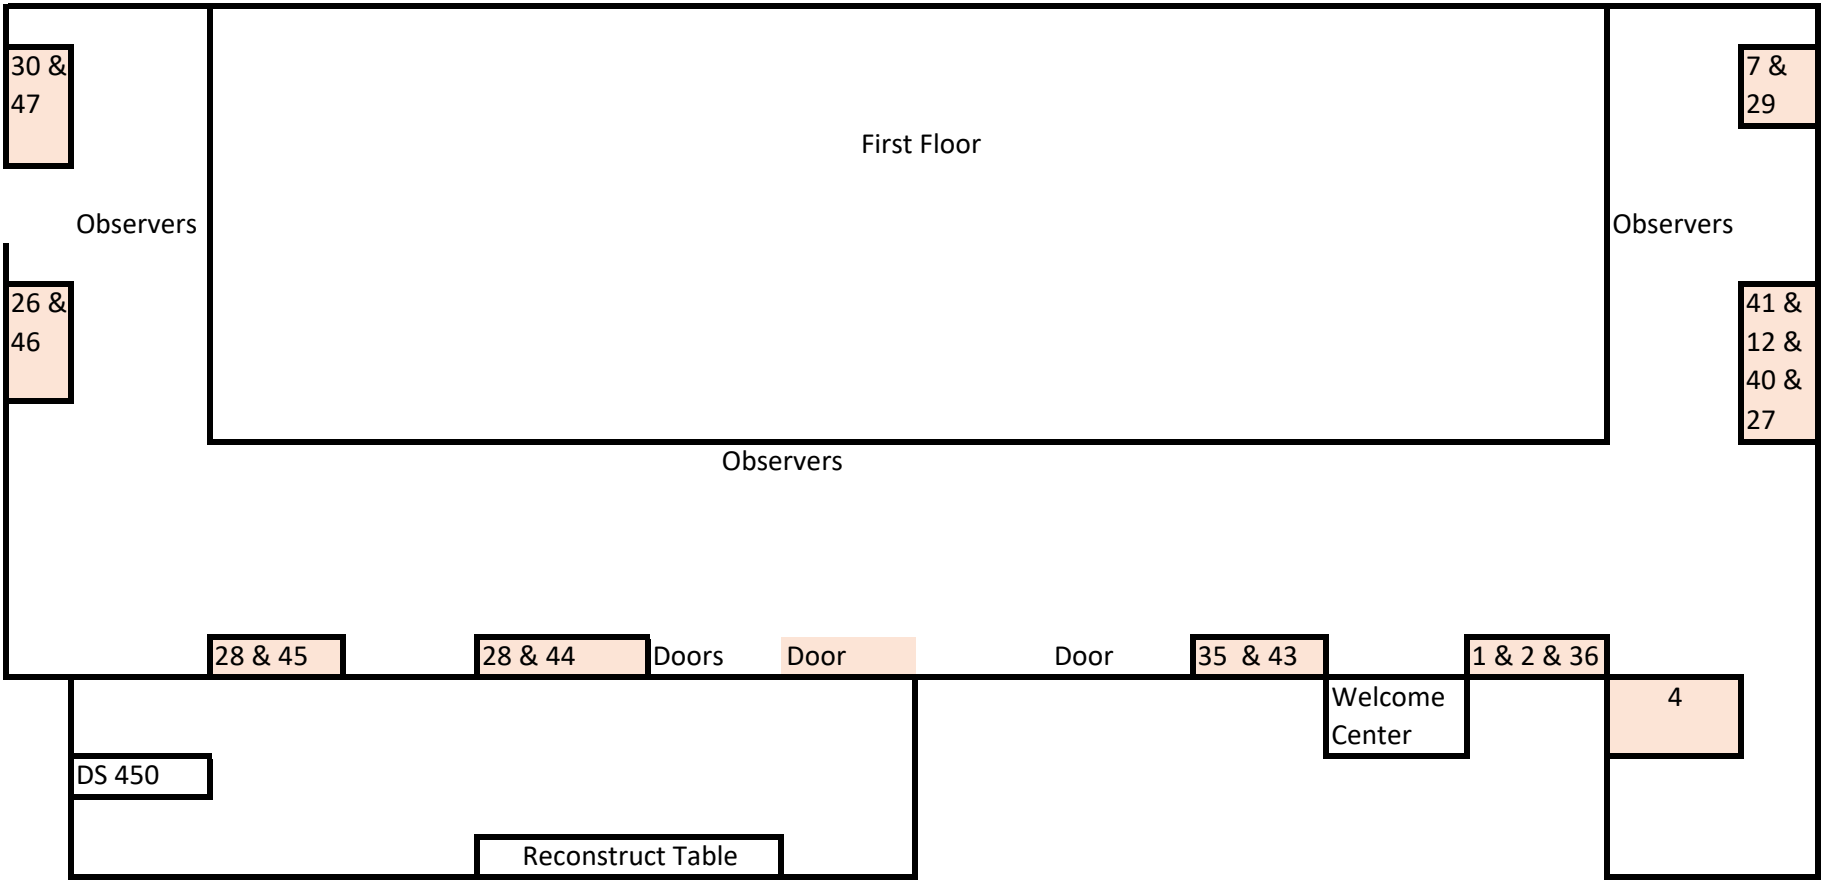 30 &
47
7 &
29
First Floor
Observers
Observers
26 &
46
41 &
12 &
40 &
27
Observers
28 & 45
28 & 44
Doors
Door
Door
35  & 43
1 & 2 & 36
Welcome
Center
4
DS 450
Reconstruct Table